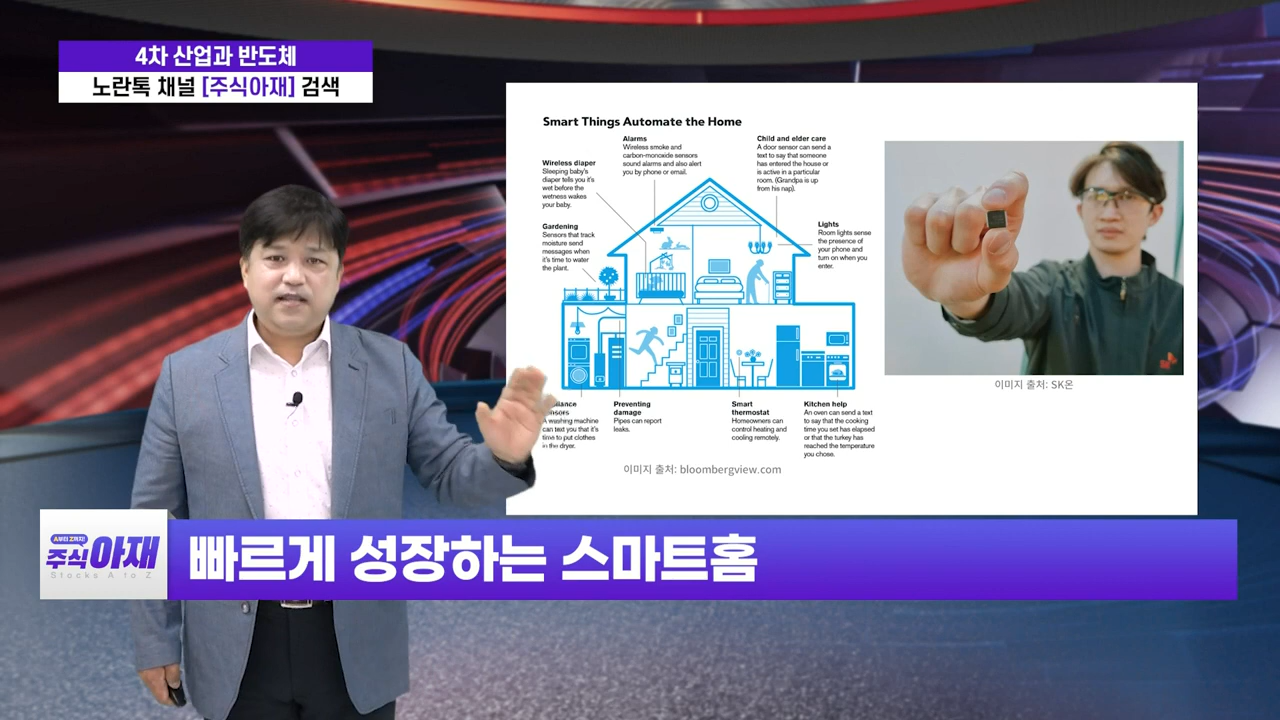 4차 산업과 반도체
노란톡 채널 [주식아재] 검색
Smart Things Automate the Home
Alarms
Wireless smoke and
carbon-monoxide sensors
sound alarms and also alert
you by phone or email.
Child and elder care
A door sensor can send a
text to say that someone
has entered the house or
is active in a particular
room. (Grandpa is up
from his nap).
Wireless diaper
Sleeping baby's
diaper tells you it's
wet before the
wetness wakes
your baby.
Gardening
Sensors that track
moisture send
messages when
it's time to water
the plant.
Lights
Room lights sense
the presence of
your phone and
turn on when you
enter.
이미지 출처: SK온
A washing machine
can text you that it's
time to put clothes
in the dryer.
Preventing
damage
Pipes can report
leaks.
Smart
thermostat
Homeowners can
control heating and
cooling remotely.
Kitchen help
An oven can send a text
to say that the cooking
time you set has elapsed
or that the turkey has
reached the temperature
you chose.
이미지 출처: bloombergview.com
A부터 Z까지!
주식아재
Stocks A to Z
빠르게 성장하는 스마트홈